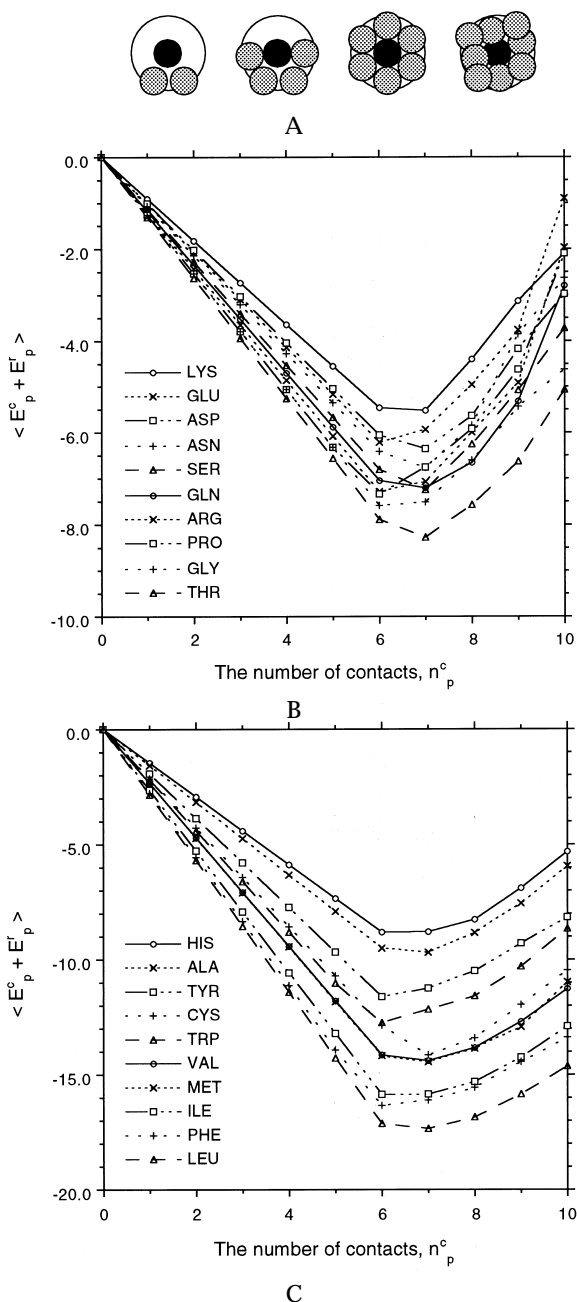 A
0.0
-2.0
-4.0
-6.0
-8.0
-10.0
< E^c_p + E^r_p >
LYS
GLU
ASP
ASN
SER
GLN
ARG
PRO
GLY
THR
0 2 4 6 8 10
The number of contacts, n^c_p
B
0.0
-5.0
-10.0
-15.0
-20.0
< E^c_p + E^r_p >
HIS
ALA
TYR
CYS
TRP
VAL
MET
ILE
PHE
LEU
0 2 4 6 8 10
The number of contacts, n^c_p
C